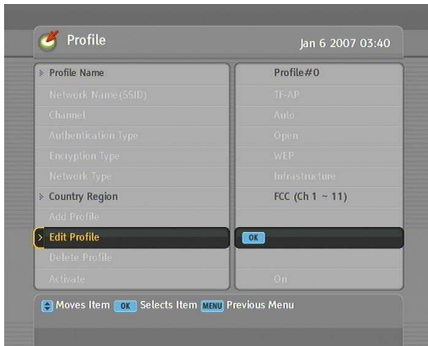 Profile
Jan 6 2007 03:40
Profile Name Profile#0
Network Name(SSID) TF-AP
Channel Auto
Authentication Type Open
Encryption Type WEP
Network Type Infrastructure
Country Region FCC (Ch 1 ~ 11)
Add Profile
Edit Profile OK
Delete Profile
Activate On
Moves Item OK Selects Item MENU Previous Menu